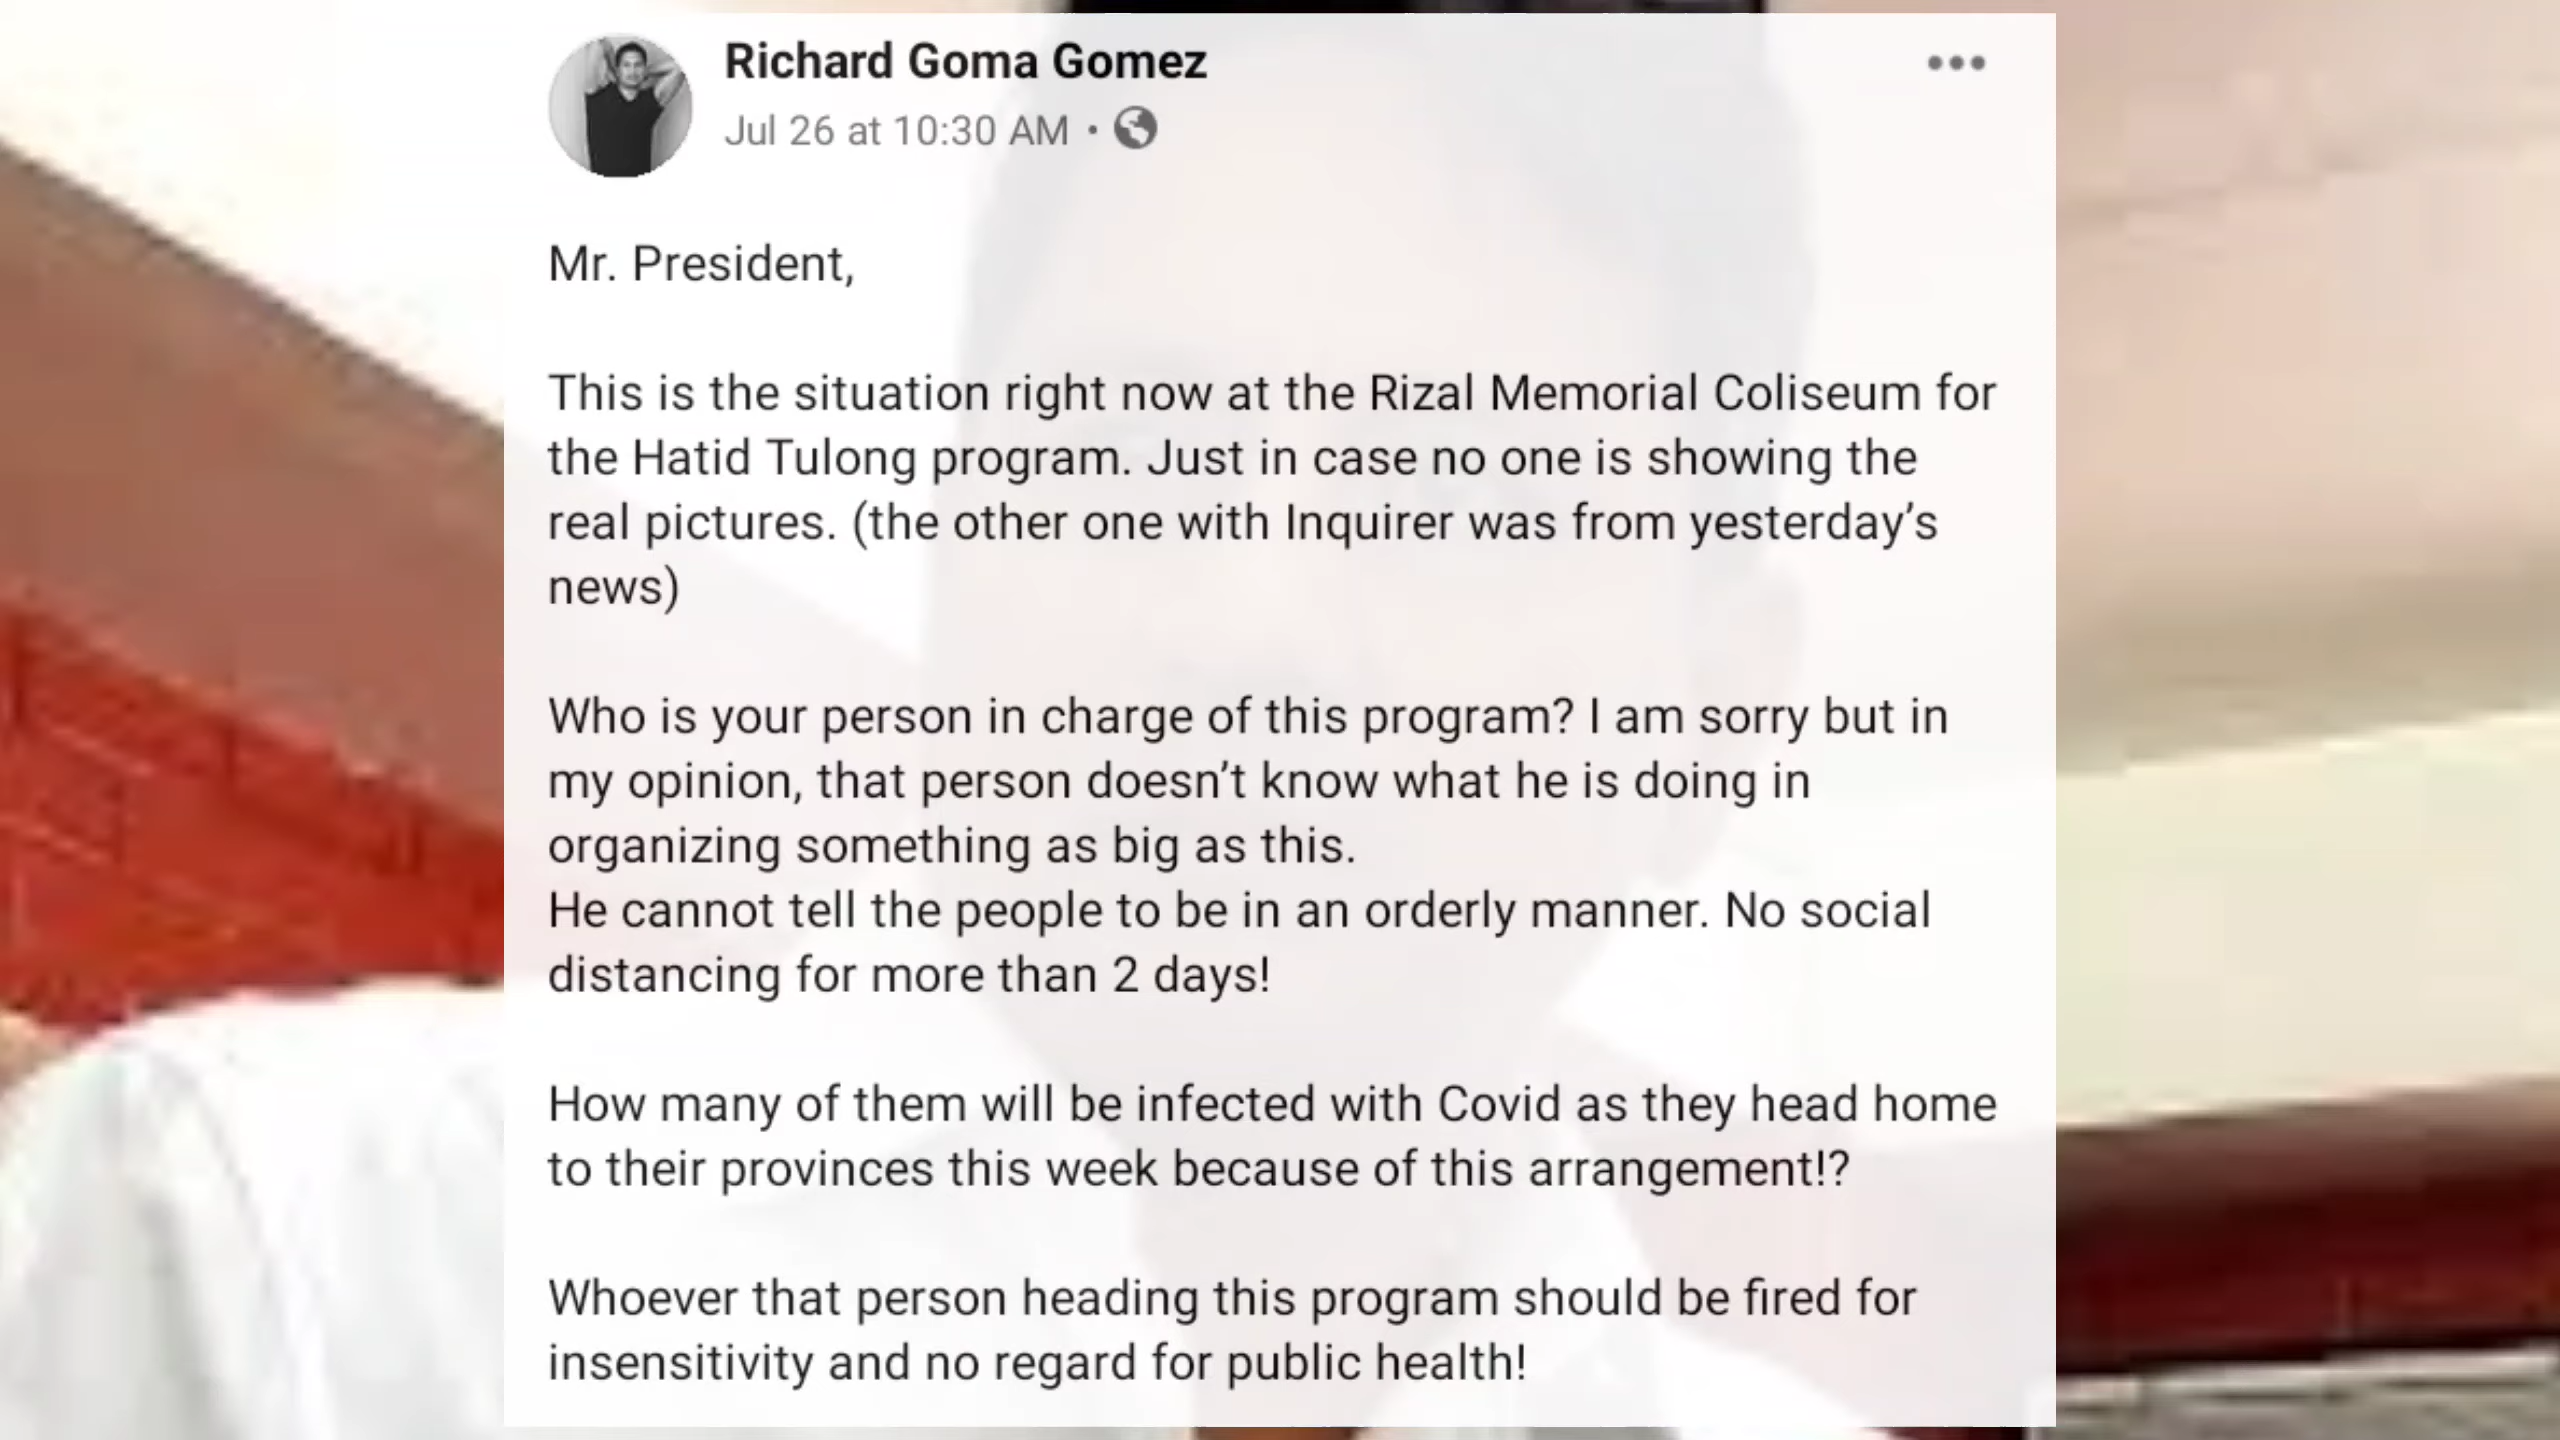 Richard Goma Gomez
Jul 26 at 10:30 AM •
Mr. President,
This is the situation right now at the Rizal Memorial Coliseum for
the Hatid Tulong program. Just in case no one is showing the
real pictures. (the other one with Inquirer was from yesterday’s
news)
Who is your person in charge of this program? I am sorry but in
my opinion, that person doesn’t know what he is doing in
organizing something as big as this.
He cannot tell the people to be in an orderly manner. No social
distancing for more than 2 days!
How many of them will be infected with Covid as they head home
to their provinces this week because of this arrangement!?
Whoever that person heading this program should be fired for
insensitivity and no regard for public health!